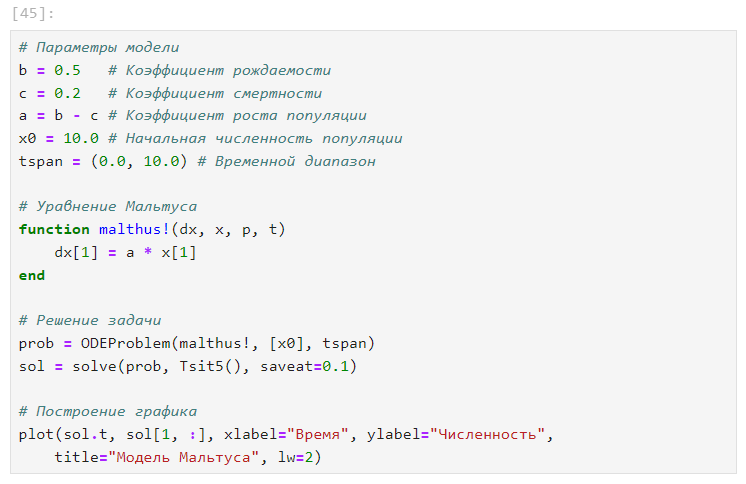 [45]:
# Параметры модели
b = 0.5   # Коэффициент рождаемости
c = 0.2   # Коэффициент смертности
a = b - c # Коэффициент роста популяции
x0 = 10.0 # Начальная численность популяции
tspan = (0.0, 10.0) # Временной диапазон

# Уравнение Мальтуса
function malthus!(dx, x, p, t)
    dx[1] = a * x[1]
end

# Решение задачи
prob = ODEProblem(malthus!, [x0], tspan)
sol = solve(prob, Tsit5(), saveat=0.1)

# Построение графика
plot(sol.t, sol[1, :], xlabel="Время", ylabel="Численность",
    title="Модель Мальтуса", lw=2)